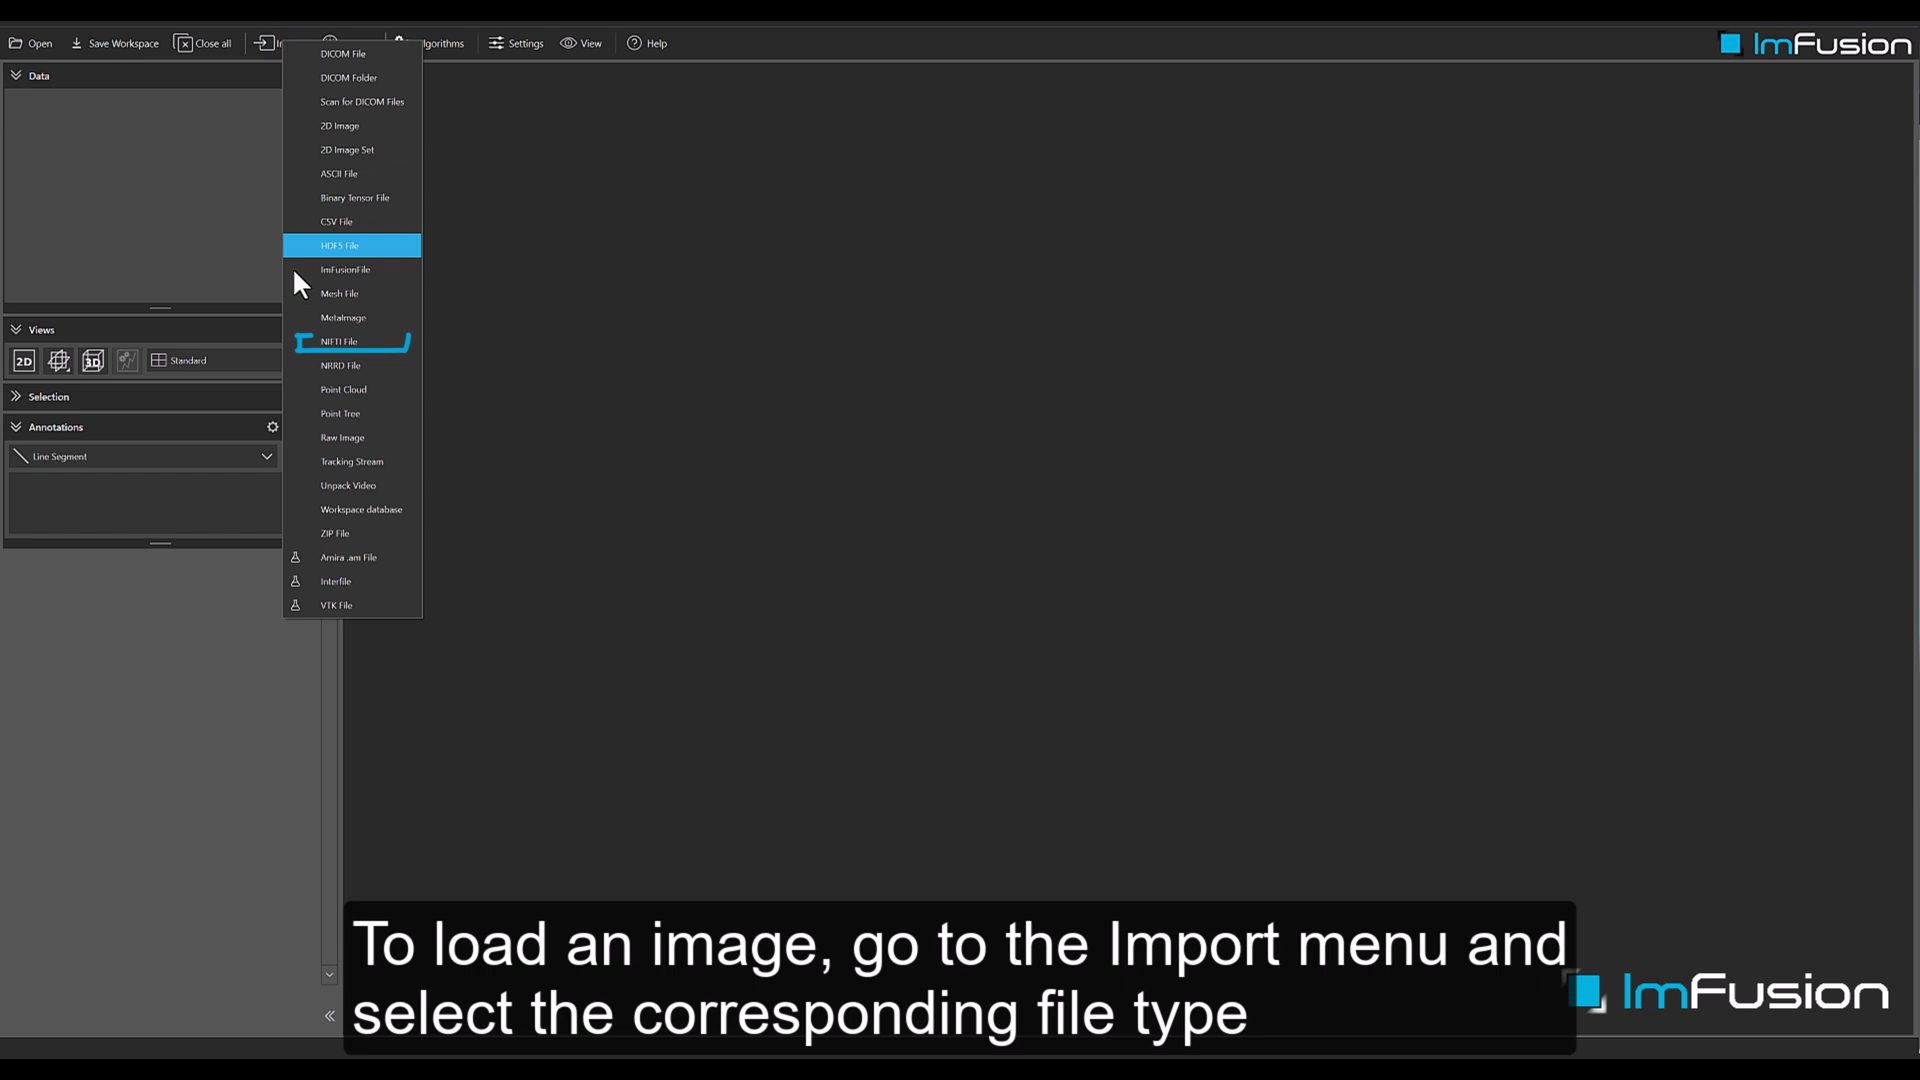 Open
Save Workspace
Close all
Settings
View
Help
ImFusion
Data
DICOM File
DICOM Folder
Scan for DICOM Files
2D Image
2D Image Set
ASCII File
Binary Tensor File
CSV File
HDF5 File
ImFusionFile
Mesh File
MetaImage
NIFTI File
NRRD File
Point Cloud
Point Tree
Raw Image
Tracking Stream
Unpack Video
Workspace database
ZIP File
Amira .am File
Interfile
VTK File
Views
2D
3D
Standard
Selection
Annotations
Line Segment
To load an image, go to the Import menu and
select the corresponding file type
ImFusion